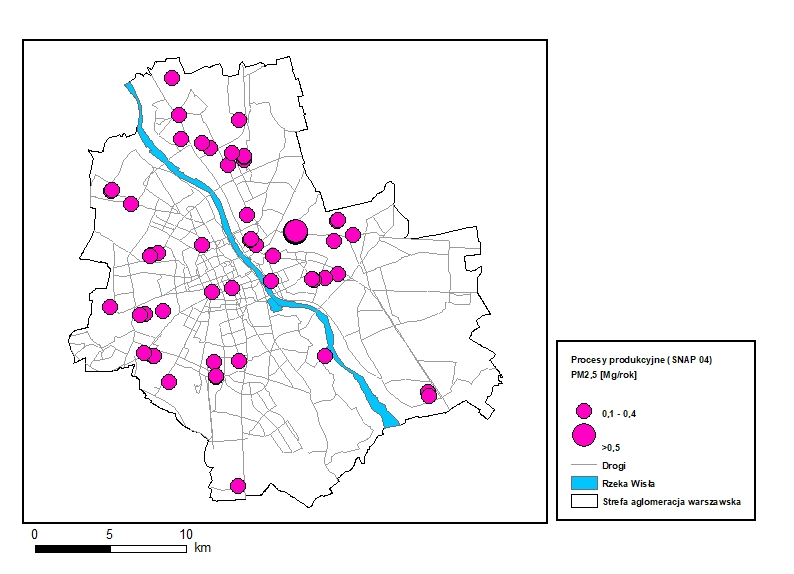 Procesy produkcyjne (SNAP 04)
PM2,5 [Mg/rok]
0,1 - 0,4
>0,5
Drogi
Rzeka Wisła
Strefa aglomeracja warszawska
0 5 10
km